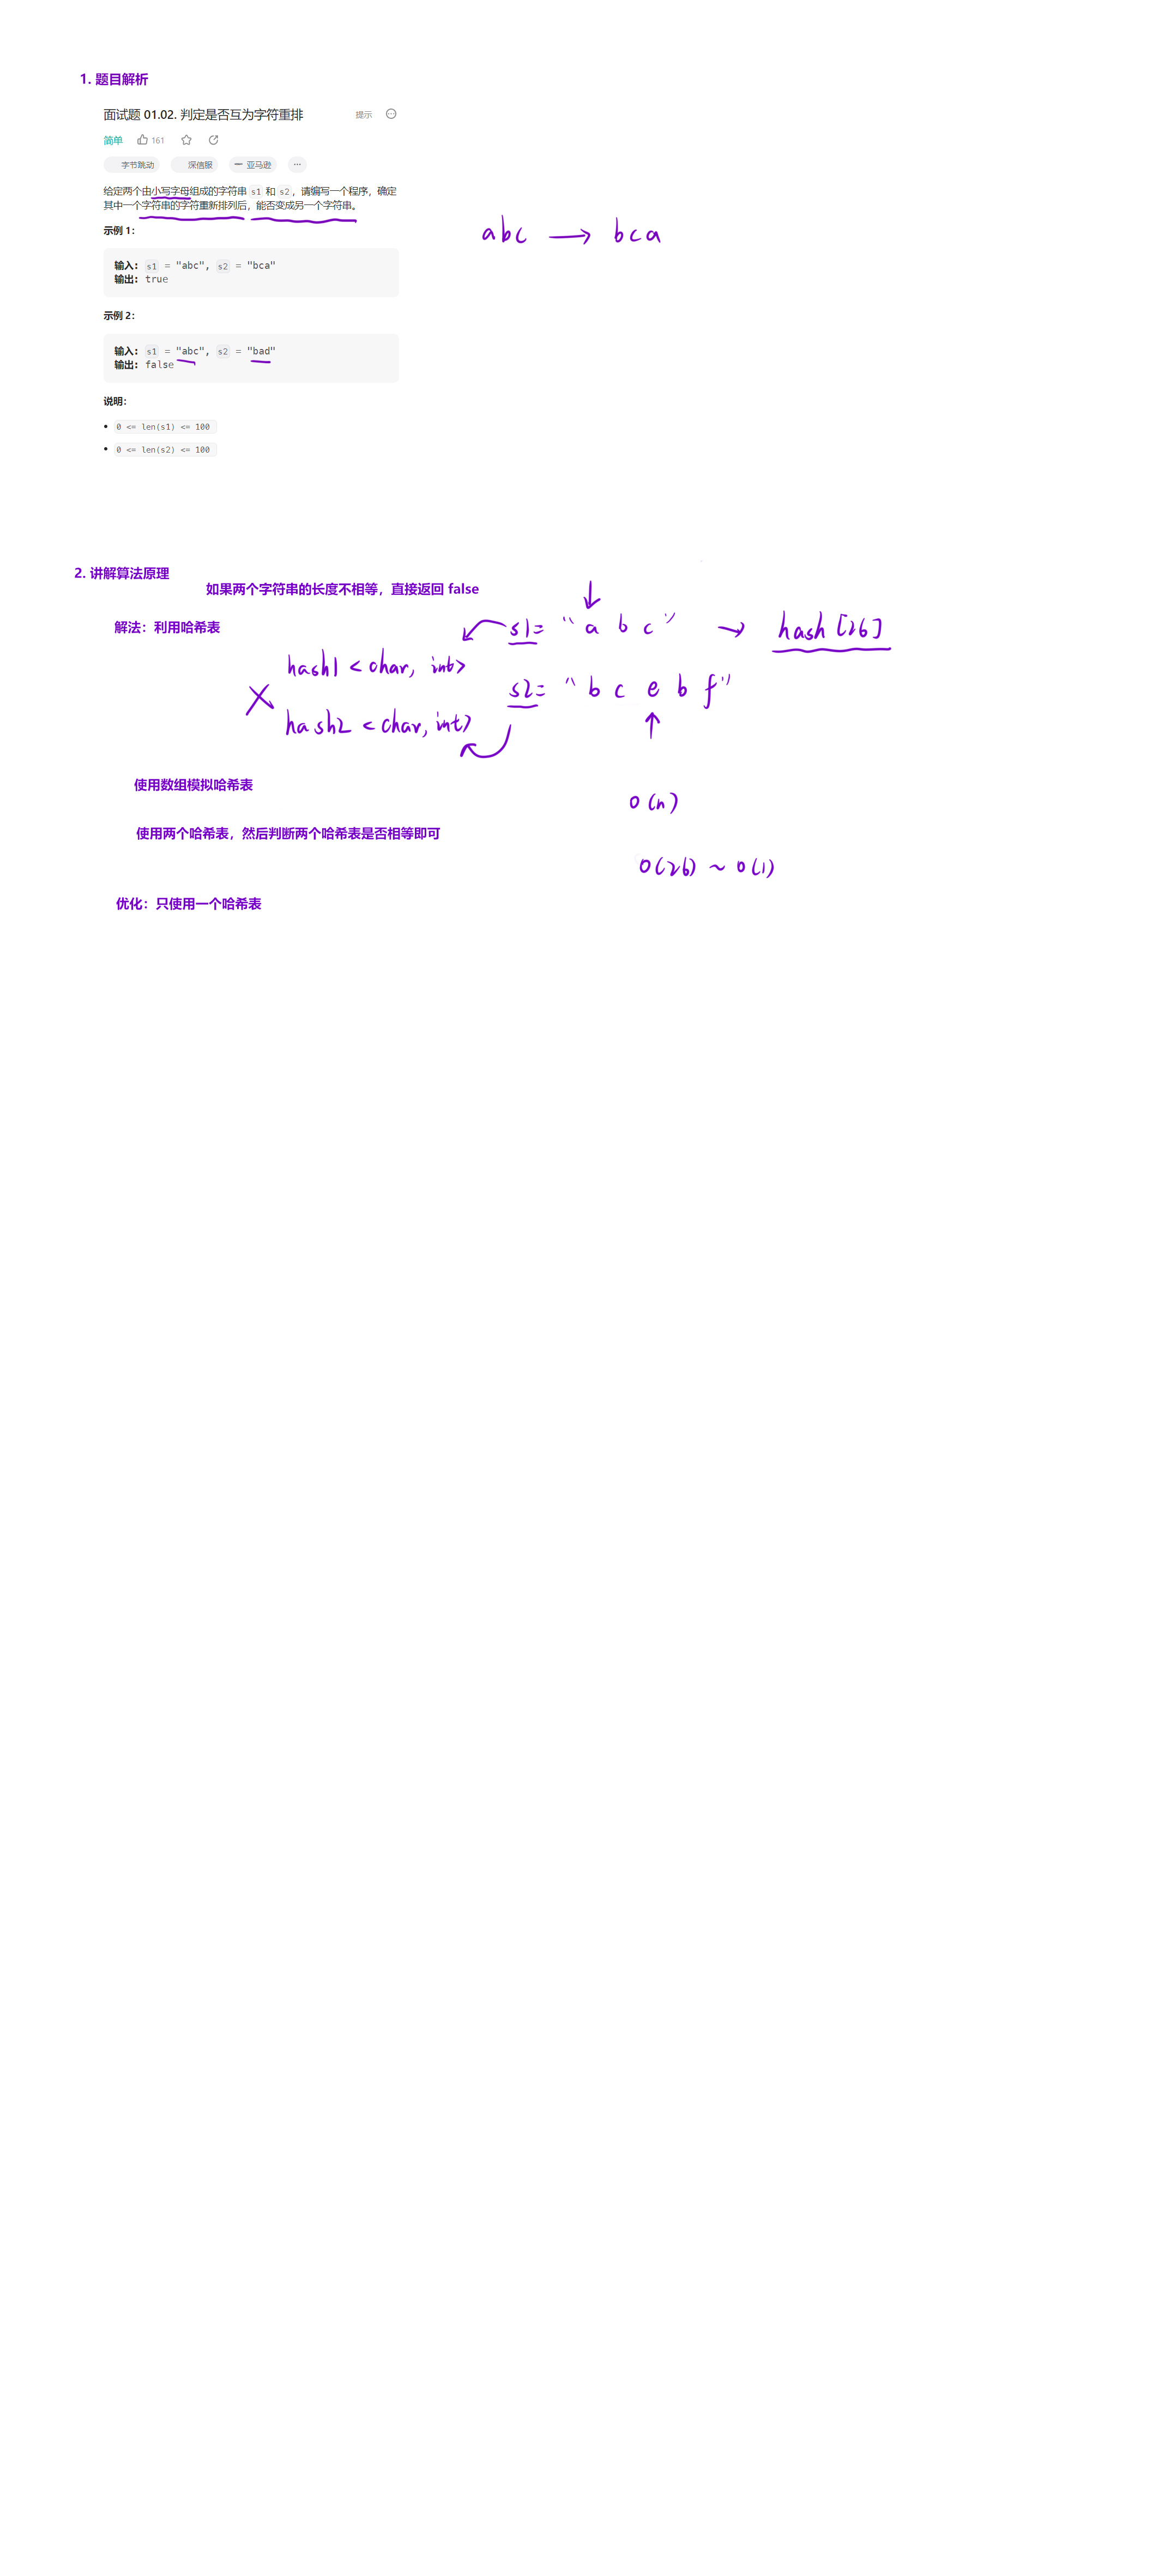 1. 题目解析
面试题 01.02. 判定是否互为字符重排 提示
简单 161
字节跳动 深信服 亚马逊 ···
给定两个由小写字母组成的字符串 s1 和 s2，请编写一个程序，确定
其中一个字符串的字符重新排列后，能否变成另一个字符串。
abc → bca
示例 1：
输入： s1 = "abc", s2 = "bca"
输出： true
示例 2：
输入： s1 = "abc", s2 = "bad"
输出： false
说明：
• 0 <= len(s1) <= 100
• 0 <= len(s2) <= 100
2. 讲解算法原理
如果两个字符串的长度不相等，直接返回 false
解法：利用哈希表
s1= "a b c" → hash[26]
hash1 <char, int>
s2= "b c e b f"
hash2 <char, int>
使用数组模拟哈希表
O(n)
使用两个哈希表，然后判断两个哈希表是否相等即可
O(26) ~ O(1)
优化：只使用一个哈希表